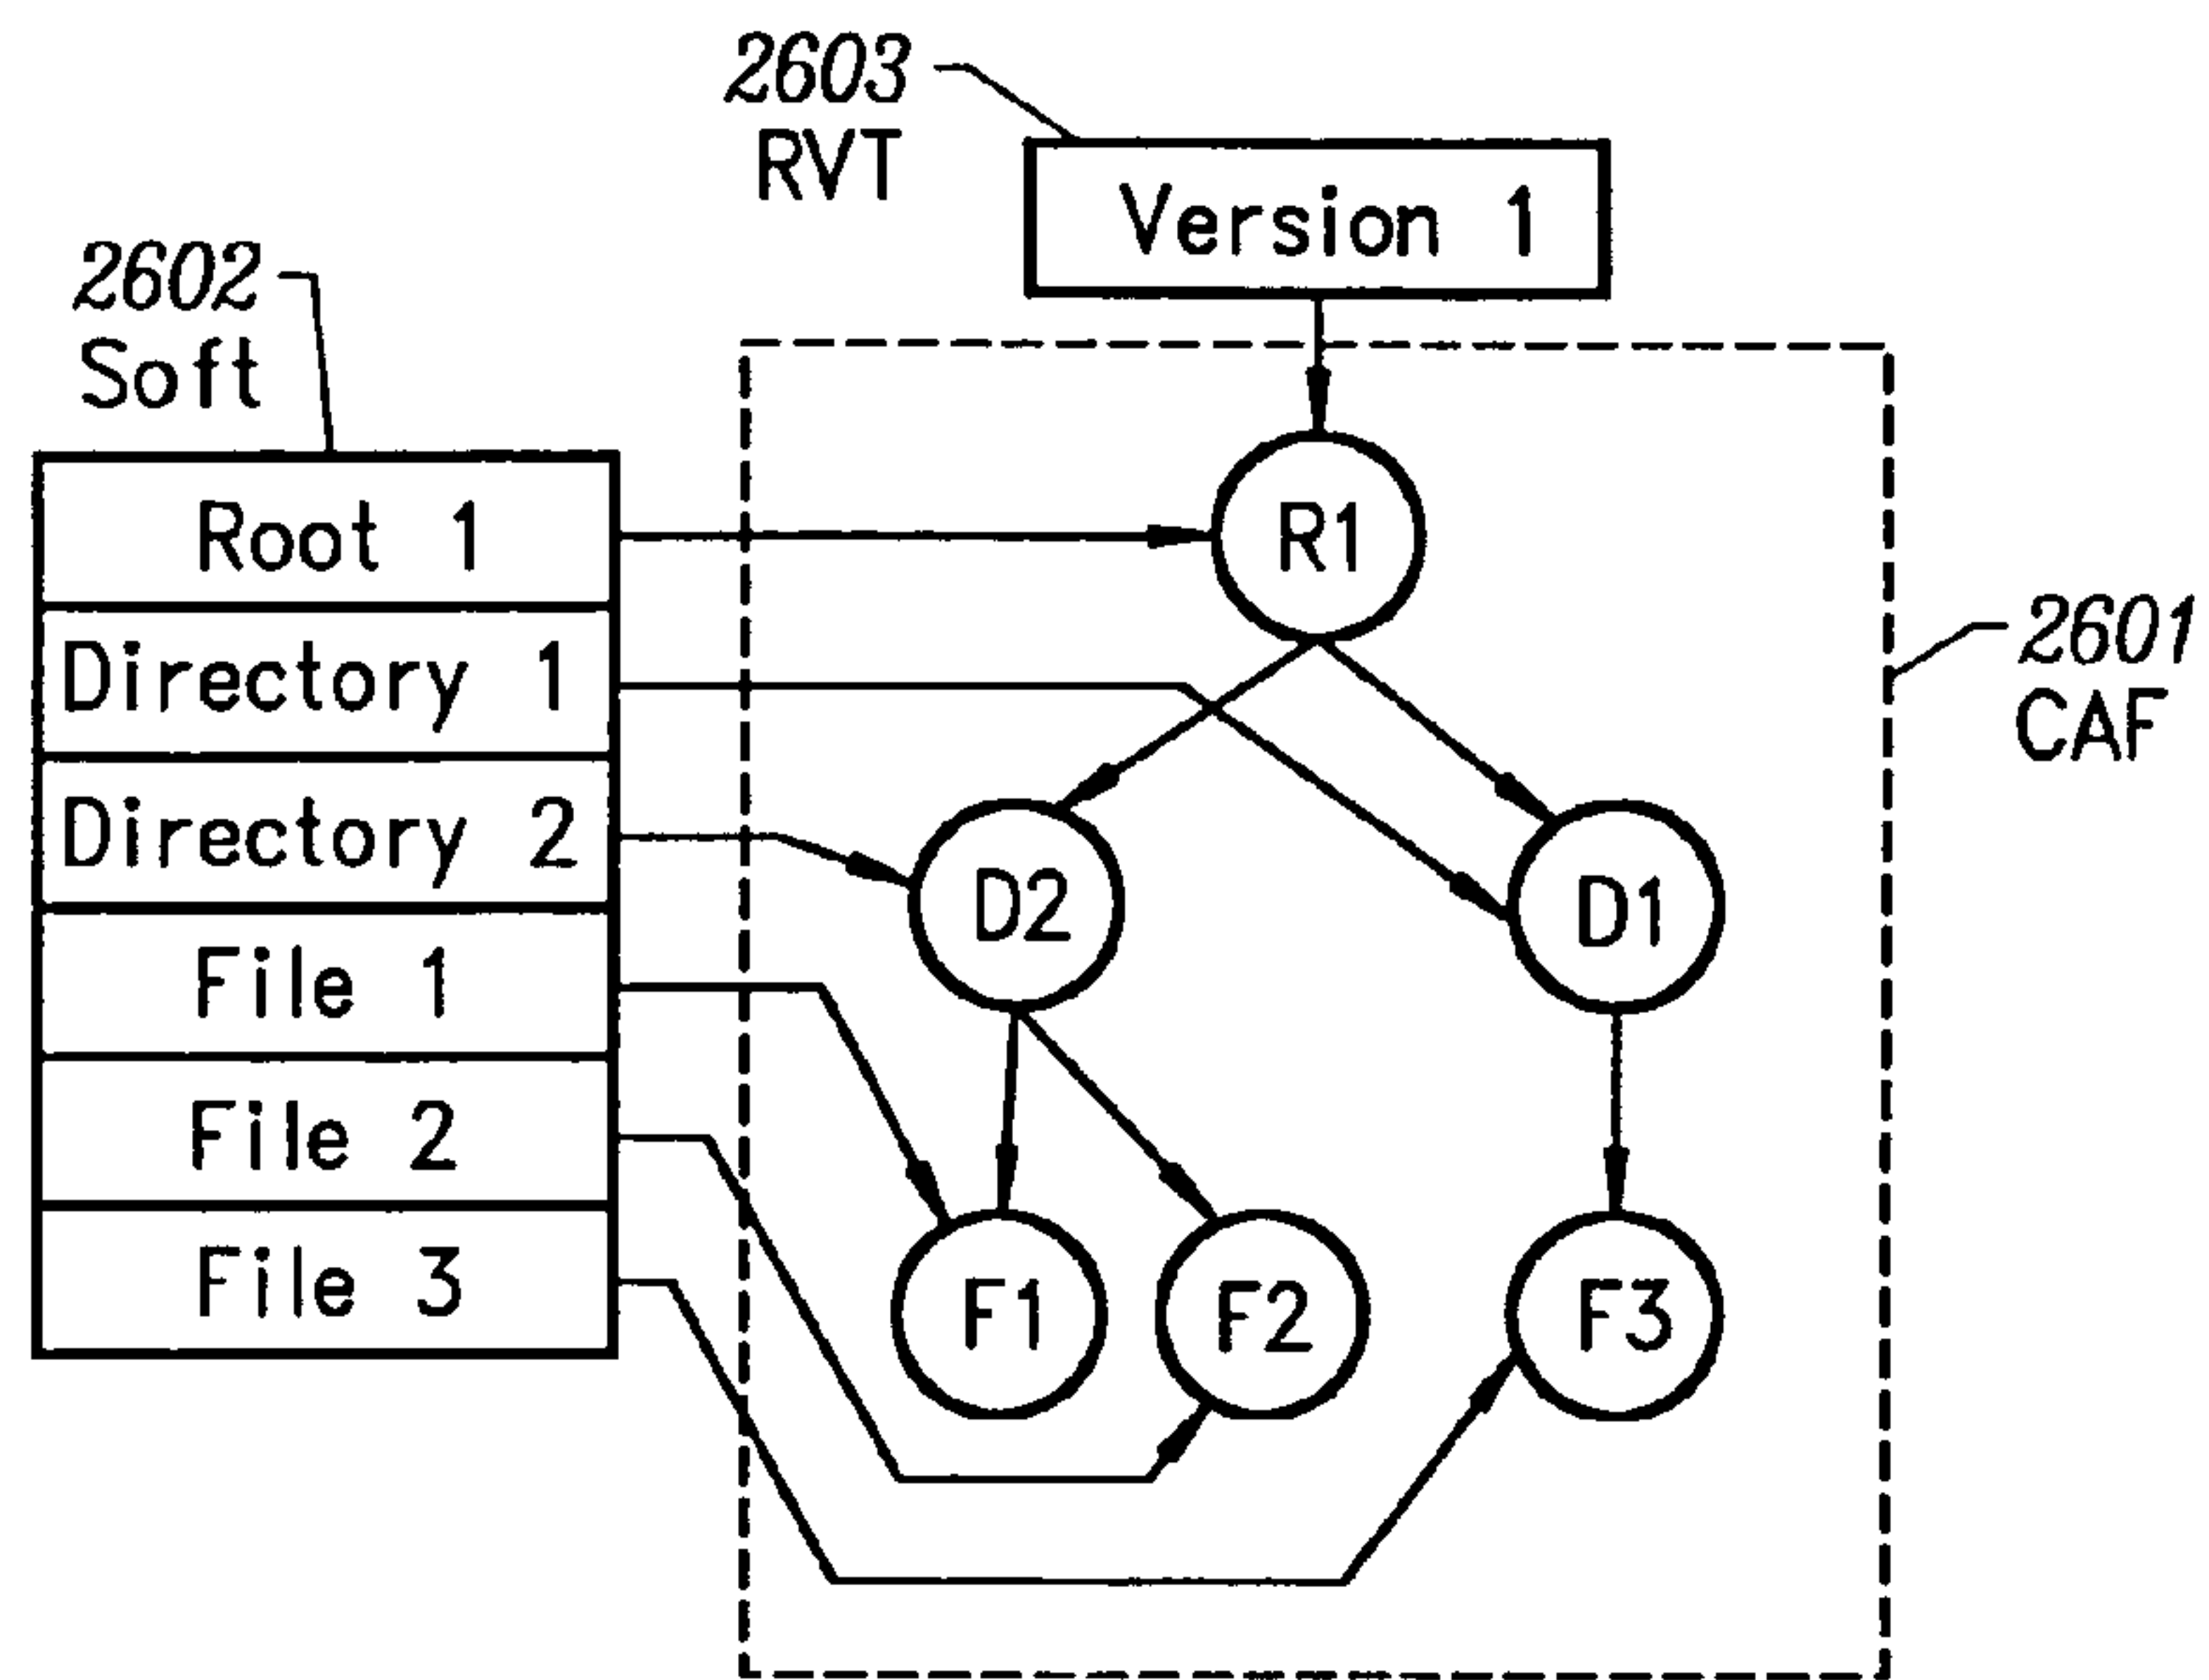 2603
RVT
Version 1
2602
Soft
Root 1
Directory 1
Directory 2
File 1
File 2
File 3
R1
D2
D1
F1
F2
F3
2601
CAF